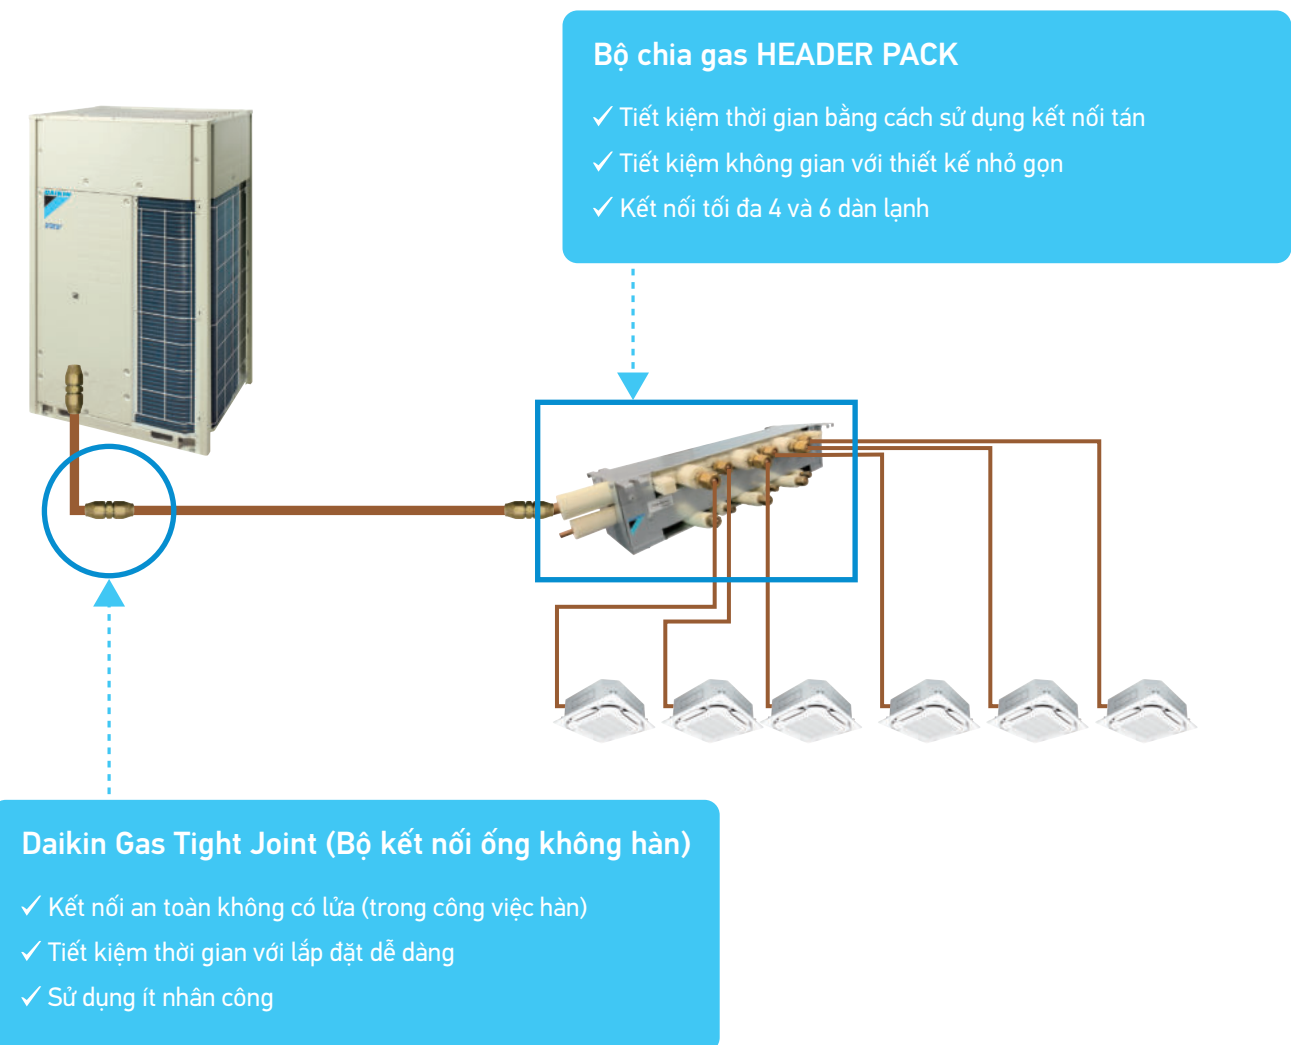 Bộ chia gas HEADER PACK
✓ Tiết kiệm thời gian bằng cách sử dụng kết nối tán
✓ Tiết kiệm không gian với thiết kế nhỏ gọn
✓ Kết nối tối đa 4 và 6 dàn lạnh
DAIKIN
VRV
Daikin Gas Tight Joint (Bộ kết nối ống không hàn)
✓ Kết nối an toàn không có lửa (trong công việc hàn)
✓ Tiết kiệm thời gian với lắp đặt dễ dàng
✓ Sử dụng ít nhân công